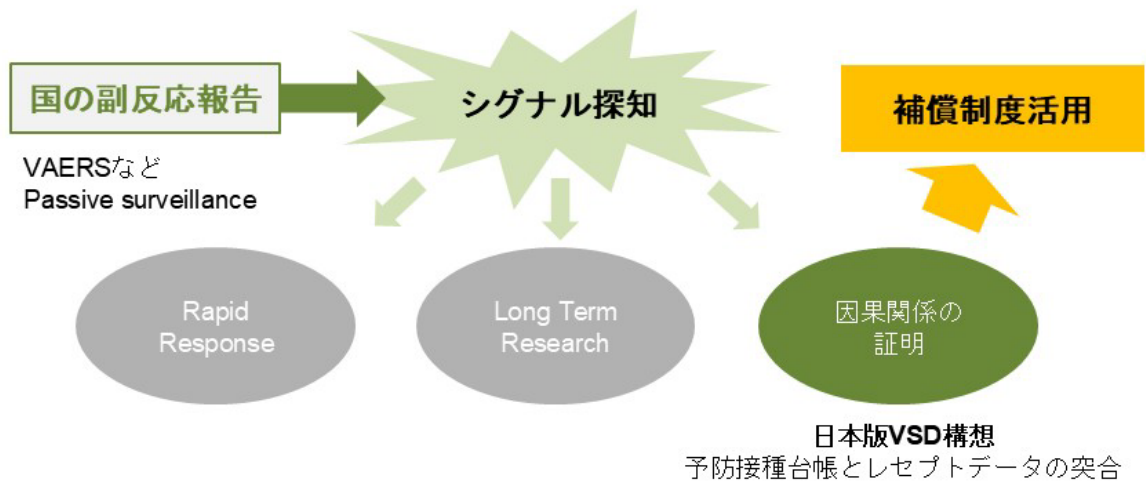 国の副反応報告
シグナル探知
補償制度活用
VAERSなど
Passive surveillance
Rapid
Response
Long Term
Research
因果関係の
証明
日本版VSD構想
予防接種台帳とレセプトデータの突合